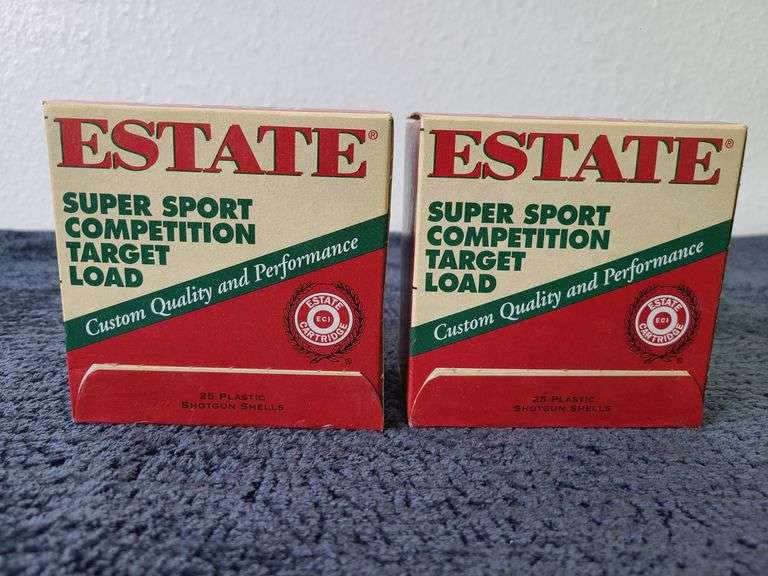 ESTATE®
SUPER SPORT
COMPETITION
TARGET
LOAD
Custom Quality and Performance
ESTATE
ECI
CARTRIDGE
®
25 PLASTIC
SHOTGUN SHELLS
ESTATE®
SUPER SPORT
COMPETITION
TARGET
LOAD
Custom Quality and Performance
ESTATE
ECI
CARTRIDGE
®
25 PLASTIC
SHOTGUN SHELLS